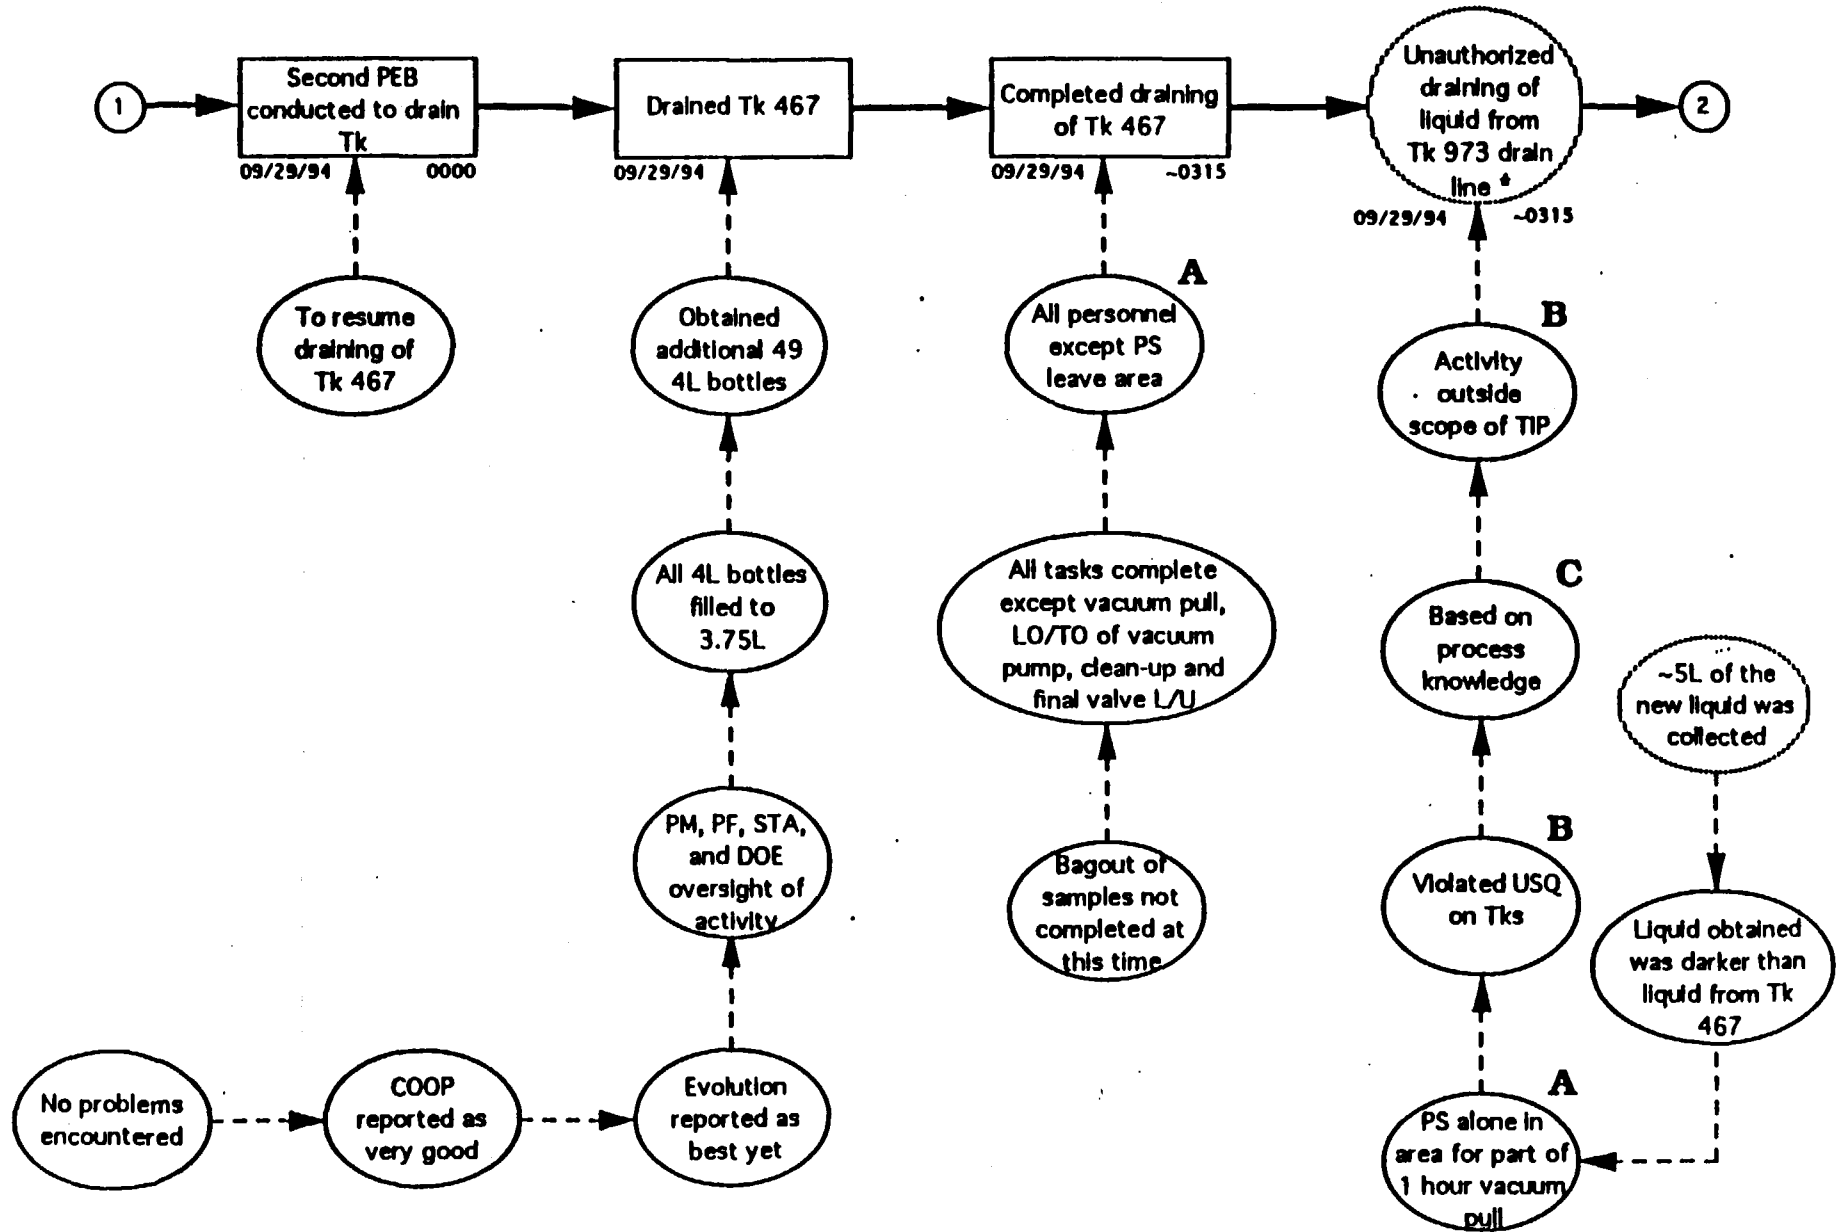 1
Second PEB
conducted to drain
Tk
09/29/94 0000
Drained Tk 467
09/29/94
Completed draining
of Tk 467
09/29/94 ~0315
Unauthorized
draining of
liquid from
Tk 973 drain
line *
09/29/94 ~0315
2
To resume
draining of
Tk 467
Obtained
additional 49
4L bottles
All 4L bottles
filled to
3.75L
PM, PF, STA,
and DOE
oversight of
activity
Evolution
reported as
best yet
COOP
reported as
very good
No problems
encountered
A
All personnel
except PS
leave area
All tasks complete
except vacuum pull,
LO/TO of vacuum
pump, clean-up and
final valve L/U
Bagout of
samples not
completed at
this time
B
Activity
outside
scope of TIP
C
Based on
process
knowledge
B
Violated USQ
on Tks
A
PS alone in
area for part of
1 hour vacuum
pull
~5L of the
new liquid was
collected
Liquid obtained
was darker than
liquid from Tk
467